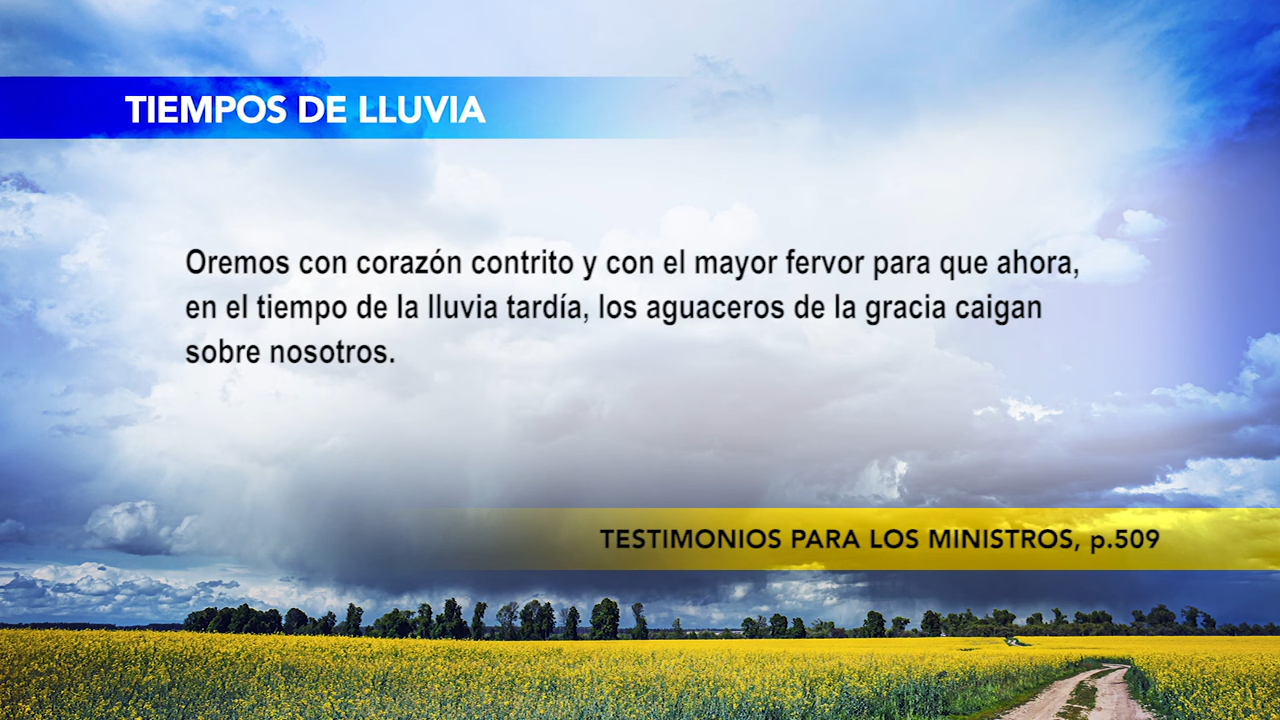 TIEMPOS DE LLUVIA
Oremos con corazón contrito y con el mayor fervor para que ahora,
en el tiempo de la lluvia tardía, los aguaceros de la gracia caigan
sobre nosotros.
TESTIMONIOS PARA LOS MINISTROS, p.509